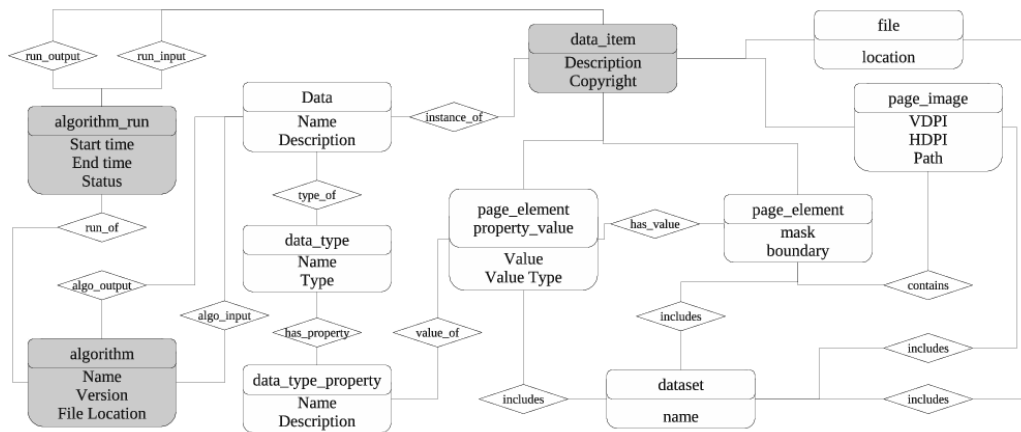 run_output
run_input
data_item
Description
Copyright
file
location
algorithm_run
Start time
End time
Status
Data
Name
Description
instance_of
page_image
VDPI
HDPI
Path
run_of
type_of
page_element
property_value
Value
Value Type
has_value
page_element
mask
boundary
data_type
Name
Type
algo_output
algo_input
has_property
value_of
includes
contains
algorithm
Name
Version
File Location
data_type_property
Name
Description
includes
dataset
name
includes
includes